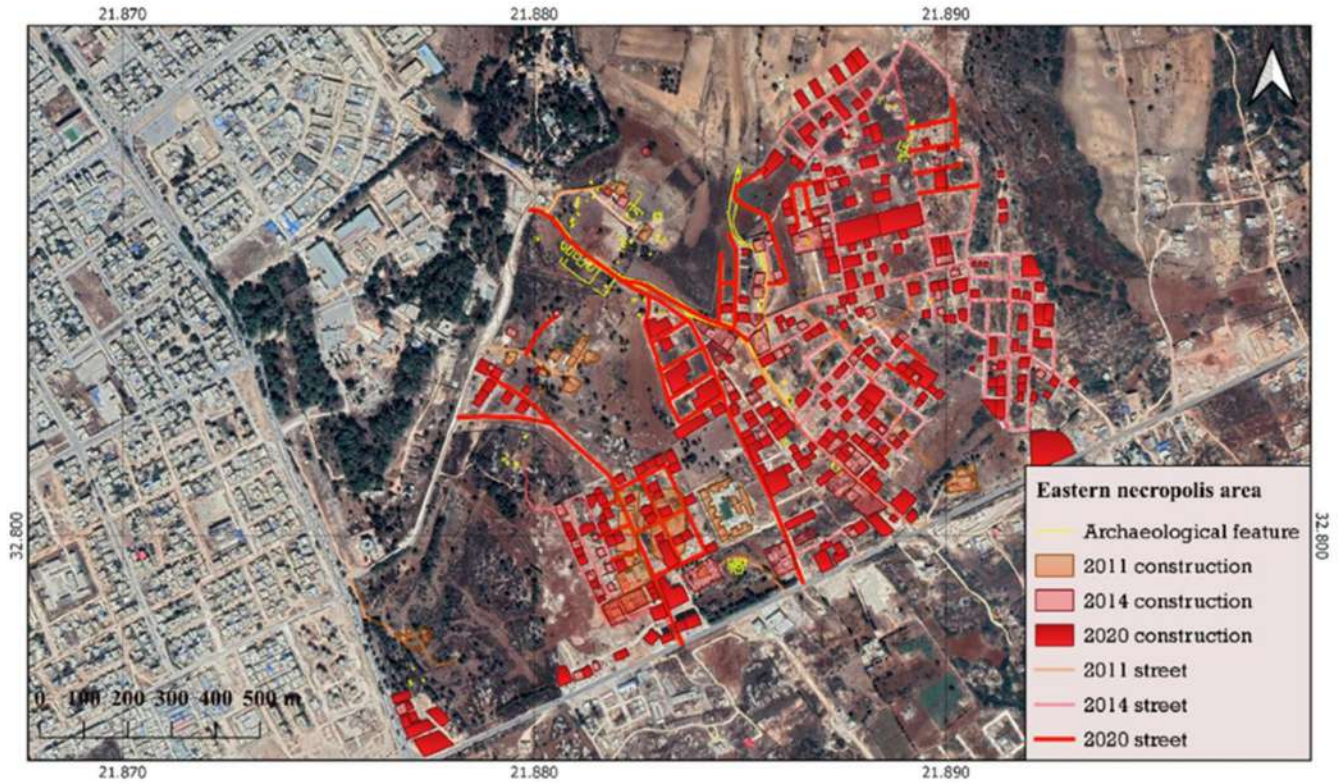 21.870 21.880 21.890
32.800 32.800
Eastern necropolis area
Archaeological feature
2011 construction
2014 construction
2020 construction
2011 street
2014 street
2020 street
0 100 200 300 400 500 m
21.870 21.880 21.890